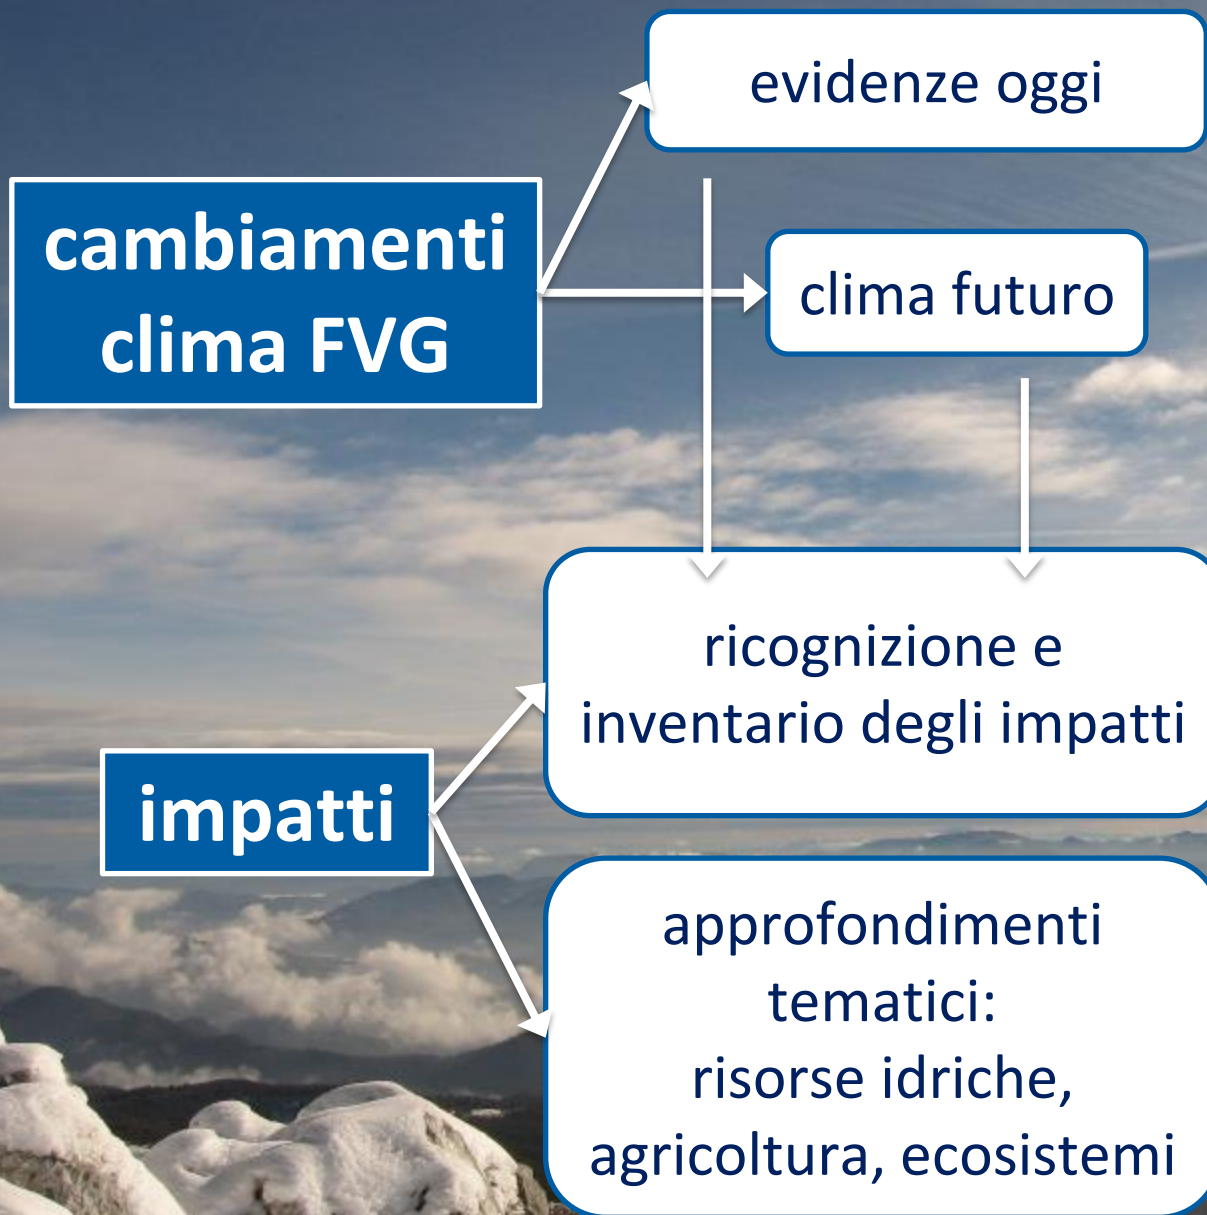 evidenze oggi
cambiamenti
clima FVG
clima futuro
ricognizione e
inventario degli impatti
impatti
approfondimenti
tematici:
risorse idriche,
agricoltura, ecosistemi